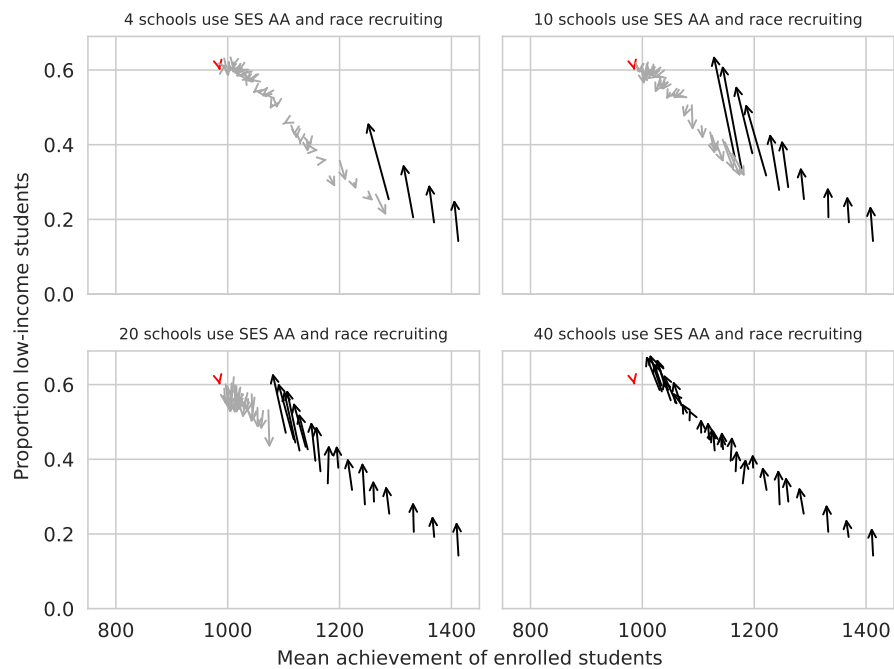 4 schools use SES AA and race recruiting
10 schools use SES AA and race recruiting
0.6
0.4
0.2
0.0
20 schools use SES AA and race recruiting
40 schools use SES AA and race recruiting
0.6
0.4
0.2
0.0
800 1000 1200 1400
800 1000 1200 1400
Proportion low-income students
Mean achievement of enrolled students